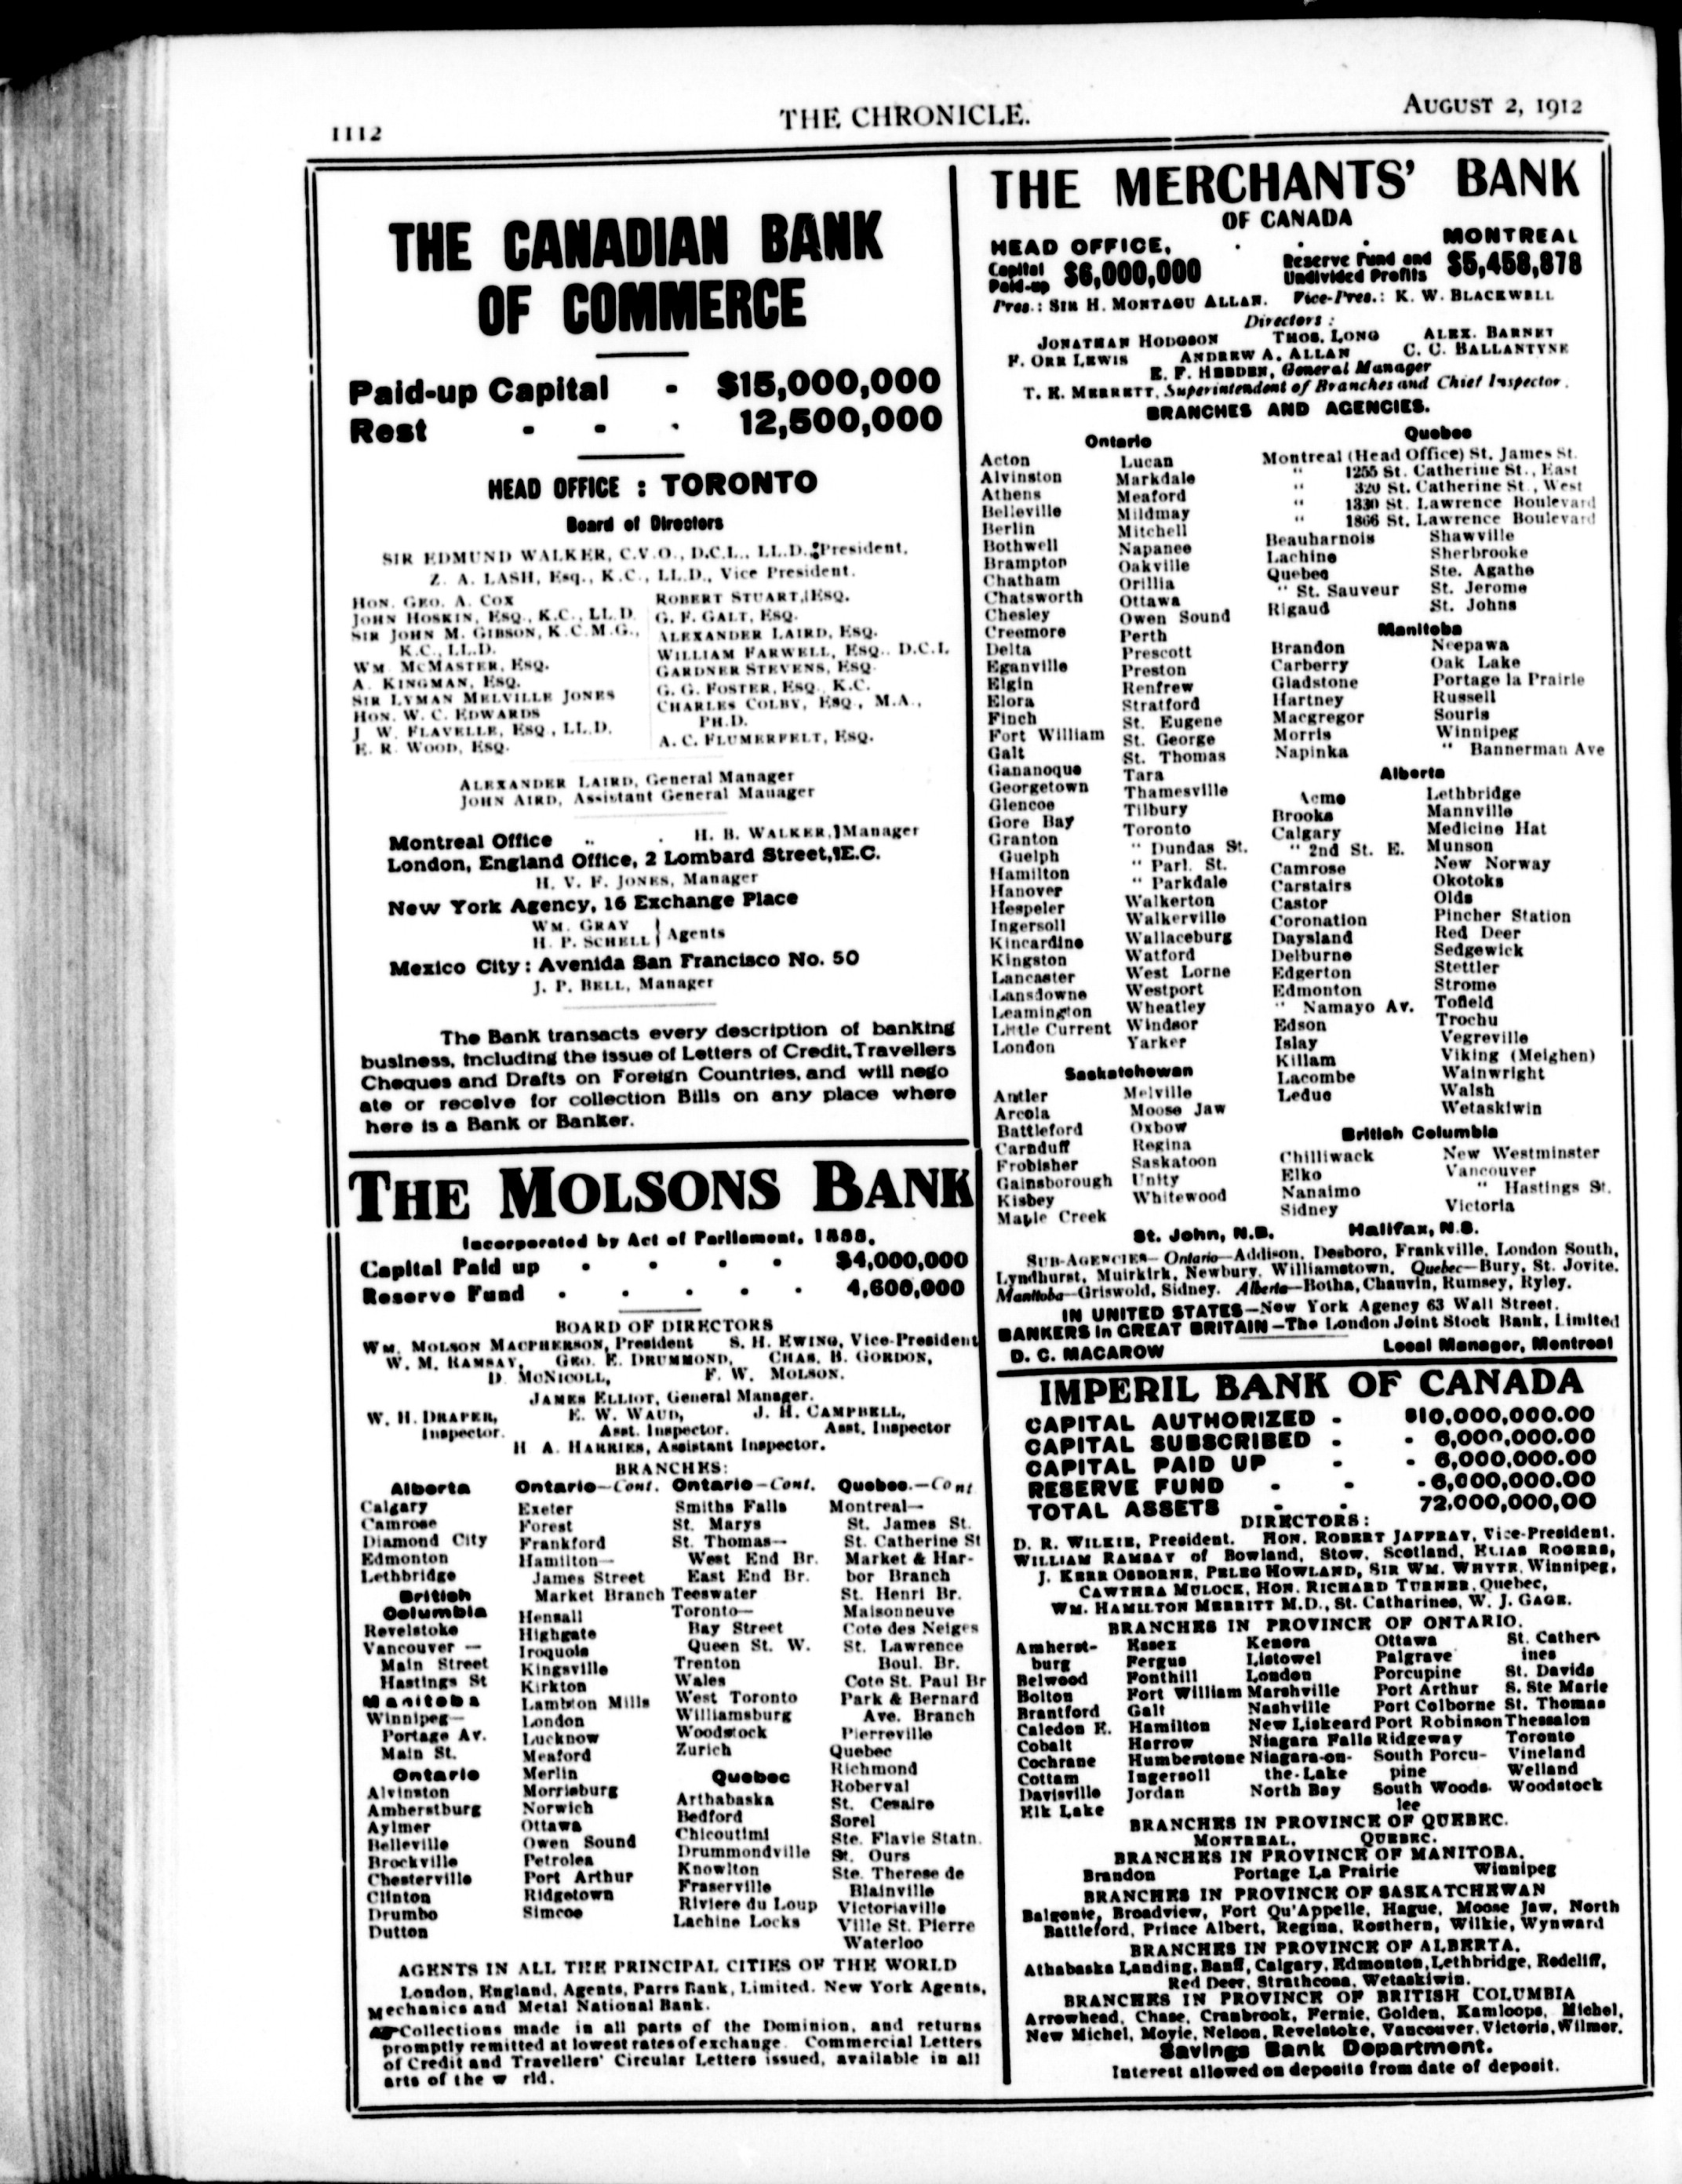 1112
THE CHRONICLE.
AUGUST 2, 1912
THE CANADIAN BANK
OF COMMERCE
Paid-up Capital - $15,000,000
Rest - - - 12,500,000
HEAD OFFICE : TORONTO
Board of Directors
SIR EDMUND WALKER, C.V.O., D.C.L., LL.D. President.
Z. A. LASH, Esq., K.C., LL.D., Vice President.
HON. GEO. A. COX
JOHN HOSKIN, ESQ., K.C., LL.D.
SIR JOHN M. GIBSON, K.C.M.G.,
K.C., LL.D.
WM. MCMASTER, ESQ.
A. KINGMAN, ESQ.
SIR LYMAN MELVILLE JONES
HON. W. C. EDWARDS
J. W. FLAVELLE, ESQ., LL.D.
E. R. WOOD, ESQ.
ROBERT STUART, ESQ.
G. F. GALT, ESQ.
ALEXANDER LAIRD, ESQ.
WILLIAM FARWELL, ESQ., D.C.L.
GARDNER STEVENS, ESQ.
G. G. FOSTER, ESQ., K.C.
CHARLES COLBY, ESQ., M.A.,
PH.D.
A. C. FLUMERFELT, ESQ.
ALEXANDER LAIRD, General Manager
JOHN AIRD, Assistant General Manager
Montreal Office .. . H. B. WALKER, Manager
London, England Office, 2 Lombard Street, E.C.
H. V. F. JONES, Manager
New York Agency, 16 Exchange Place
WM. GRAY
H. P. SCHELL } Agents
Mexico City: Avenida San Francisco No. 50
J. P. BELL, Manager
The Bank transacts every description of banking
business, including the issue of Letters of Credit, Travellers
Cheques and Drafts on Foreign Countries, and will nego
ate or receive for collection Bills on any place where
here is a Bank or Banker.
THE MOLSONS BANK
Incorporated by Act of Parliament, 1855.
Capital Paid up . . . . $4,000,000
Reserve Fund . . . . . 4,600,000
BOARD OF DIRECTORS
WM. MOLSON MACPHERSON, President S. H. EWING, Vice-President
W. M. RAMSAY, GEO. E. DRUMMOND, CHAS. B. GORDON,
D. MCNICOLL, F. W. MOLSON.
JAMES ELLIOT, General Manager.
W. H. DRAPER, E. W. WAUD, J. H. CAMPBELL,
Inspector. Asst. Inspector. Asst. Inspector
H. A. HARRIES, Assistant Inspector.
BRANCHES:
Alberta
Calgary
Camrose
Diamond City
Edmonton
Lethbridge
British
Columbia
Revelstoke
Vancouver —
Main Street
Hastings St
Manitoba
Winnipeg—
Portage Av.
Main St.
Ontario
Alvinston
Amherstburg
Aylmer
Belleville
Brockville
Chesterville
Clinton
Drumbo
Dutton
Ontario—Cont.
Exeter
Forest
Frankford
Hamilton—
James Street
Market Branch
Hensall
Highgate
Iroquois
Kingsville
Kirkton
Lambton Mills
London
Lucknow
Meaford
Merlin
Morrisburg
Norwich
Ottawa
Owen Sound
Petrolea
Port Arthur
Ridgetown
Simcoe
Ontario—Cont.
Smiths Falls
St. Marys
St. Thomas—
West End Br.
East End Br.
Teeswater
Toronto—
Bay Street
Queen St. W.
Trenton
Wales
West Toronto
Williamsburg
Woodstock
Zurich
Quebec
Arthabaska
Bedford
Chicoutimi
Drummondville
Knowlton
Fraserville
Riviere du Loup
Lachine Locks
Quebec.—Cont
Montreal—
St. James St.
St. Catherine St
Market & Har-
bor Branch
St. Henri Br.
Maisonneuve
Cote des Neiges
St. Lawrence
Boul. Br.
Cote St. Paul Br
Park & Bernard
Ave. Branch
Pierreville
Quebec
Richmond
Roberval
St. Cesaire
Sorel
Ste. Flavie Statn.
St. Ours
Ste. Therese de
Blainville
Victoriaville
Ville St. Pierre
Waterloo
AGENTS IN ALL THE PRINCIPAL CITIES OF THE WORLD
London, England, Agents, Parrs Bank, Limited. New York Agents,
Mechanics and Metal National Bank.
Collections made in all parts of the Dominion, and returns
promptly remitted at lowest rates of exchange. Commercial Letters
of Credit and Travellers' Circular Letters issued, available in all
arts of the w rld.
THE MERCHANTS' BANK
OF CANADA
HEAD OFFICE, . . . MONTREAL
Capital Paid-up $6,000,000 Reserve Fund and Undivided Profits $5,458,878
Pres.: SIR H. MONTAGU ALLAN. Vice-Pres.: K. W. BLACKWELL
Directors:
JONATHAN HODGSON THOS. LONG ALEX. BARNET
F. ORR LEWIS ANDREW A. ALLAN C. C. BALLANTYNE
E. F. HEBDEN, General Manager
T. E. MERRETT, Superintendent of Branches and Chief Inspector.
BRANCHES AND AGENCIES.
Ontario
Acton
Alvinston
Athens
Belleville
Berlin
Bothwell
Brampton
Chatham
Chatsworth
Chesley
Creemore
Delta
Eganville
Elgin
Elora
Finch
Fort William
Galt
Gananoque
Georgetown
Glencoe
Gore Bay
Granton
Guelph
Hamilton
Hanover
Hespeler
Ingersoll
Kincardine
Kingston
Lancaster
Lansdowne
Leamington
Little Current
London
Lucan
Markdale
Meaford
Mildmay
Mitchell
Napanee
Oakville
Orillia
Ottawa
Owen Sound
Perth
Prescott
Preston
Renfrew
Stratford
St. Eugene
St. George
St. Thomas
Tara
Thamesville
Tilbury
Toronto
" Dundas St.
" Parl. St.
" Parkdale
Walkerton
Walkerville
Wallaceburg
Watford
West Lorne
Westport
Wheatley
Windsor
Yarker
Saskatchewan
Antler
Arcola
Battleford
Carnduff
Frobisher
Gainsborough
Kisbey
Maple Creek
Melville
Moose Jaw
Oxbow
Regina
Saskatoon
Unity
Whitewood
Quebec
Montreal (Head Office) St. James St.
" 1255 St. Catherine St., East
" 320 St. Catherine St., West
" 1330 St. Lawrence Boulevard
" 1866 St. Lawrence Boulevard
Beauharnois
Lachine
Quebec
" St. Sauveur
Rigaud
Shawville
Sherbrooke
Ste. Agathe
St. Jerome
St. Johns
Manitoba
Brandon
Carberry
Gladstone
Hartney
Macgregor
Morris
Napinka
Neepawa
Oak Lake
Portage la Prairie
Russell
Souris
Winnipeg
" Bannerman Ave
Alberta
Acme
Brooks
Calgary
" 2nd St. E.
Camrose
Carstairs
Castor
Coronation
Daysland
Delburne
Edgerton
Edmonton
" Namayo Av.
Edson
Islay
Killam
Lacombe
Leduc
Lethbridge
Mannville
Medicine Hat
Munson
New Norway
Okotoks
Olds
Pincher Station
Red Deer
Sedgewick
Stettler
Strome
Tofield
Trochu
Vegreville
Viking (Meighen)
Wainwright
Walsh
Wetaskiwin
British Columbia
Chilliwack
Elko
Nanaimo
Sidney
New Westminster
Vancouver
" Hastings St.
Victoria
St. John, N.B. Halifax, N.S.
SUB-AGENCIES—Ontario—Addison, Desboro, Frankville, London South,
Lyndhurst, Muirkirk, Newbury, Williamstown. Quebec—Bury, St. Jovite.
Manitoba—Griswold, Sidney. Alberta—Botha, Chauvin, Rumsey, Ryley.
IN UNITED STATES—New York Agency 63 Wall Street.
BANKERS in GREAT BRITAIN—The London Joint Stock Bank, Limited
D. C. MACAROW Local Manager, Montreal
IMPERIL BANK OF CANADA
CAPITAL AUTHORIZED - $10,000,000.00
CAPITAL SUBSCRIBED - - 6,000,000.00
CAPITAL PAID UP - - 6,000,000.00
RESERVE FUND - - - 6,000,000.00
TOTAL ASSETS - - 72,000,000,00
DIRECTORS:
D. R. WILKIE, President. HON. ROBERT JAFFRAY, Vice-President.
WILLIAM RAMSAY of Bowland, Stow, Scotland, ELIAS ROGERS,
J. KERR OSBORNE, PELEG HOWLAND, SIR WM. WHYTE, Winnipeg,
CAWTHRA MULOCK, HON. RICHARD TURNER, Quebec,
WM. HAMILTON MERRITT M.D., St. Catharines, W. J. GAGE.
BRANCHES IN PROVINCE OF ONTARIO.
Amherst-
burg
Belwood
Bolton
Brantford
Caledon E.
Cobalt
Cochrane
Cottam
Davisville
Elk Lake
Essex
Fergus
Fonthill
Fort William
Galt
Hamilton
Harrow
Humberstone
Ingersoll
Jordan
Kenora
Listowel
London
Marshville
Nashville
New Liskeard
Niagara Falls
Niagara-on-
the-Lake
North Bay
Ottawa
Palgrave
Porcupine
Port Arthur
Port Colborne
Port Robinson
Ridgeway
South Porcu-
pine
South Woods-
lee
St. Cather-
ines
St. Davids
S. Ste Marie
St. Thomas
Thessalon
Toronto
Vineland
Welland
Woodstock
BRANCHES IN PROVINCE OF QUEBEC.
MONTREAL, QUEBEC.
BRANCHES IN PROVINCE OF MANITOBA.
Brandon Portage La Prairie Winnipeg
BRANCHES IN PROVINCE OF SASKATCHEWAN
Balgonie, Broadview, Fort Qu'Appelle, Hague, Moose Jaw, North
Battleford, Prince Albert, Regina, Rosthern, Wilkie, Wynward
BRANCHES IN PROVINCE OF ALBERTA.
Athabaska Landing, Banff, Calgary, Edmonton, Lethbridge, Redcliff,
Red Deer, Strathcona, Wetaskiwin.
BRANCHES IN PROVINCE OF BRITISH COLUMBIA
Arrowhead, Chase, Cranbrook, Fernie, Golden, Kamloops, Michel,
New Michel, Moyie, Nelson, Revelstoke, Vancouver, Victoria, Wilmer.
Savings Bank Department.
Interest allowed on deposits from date of deposit.